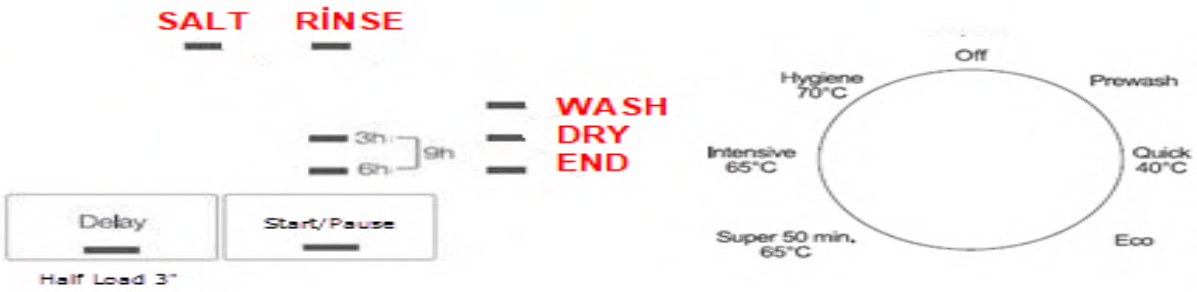 SALT RİNSE
WASH
DRY
END
3h
6h
9h
Delay
Start/Pause
Half Load 3"
Off
Hygiene
70°C
Prewash
Intensive
65°C
Quick
40°C
Super 50 min.
65°C
Eco